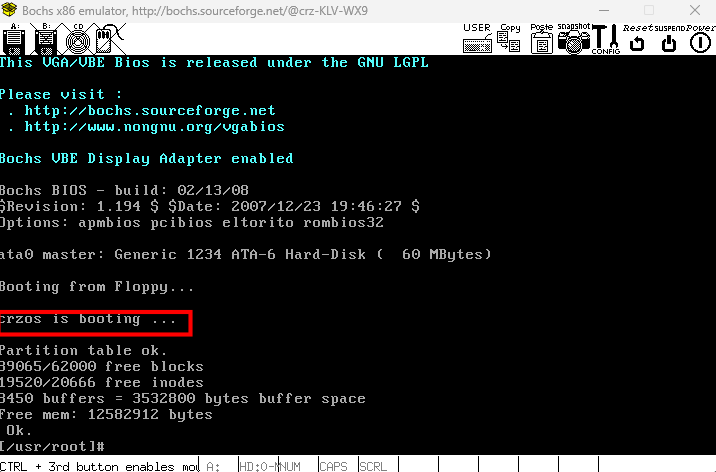 Bochs x86 emulator, http://bochs.sourceforge.net/@crz-KLV-WX9
A: B: CD USER Copy Paste snapshot CONFIG Reset SUSPEND Power
This VGA/VBE Bios is released under the GNU LGPL
Please visit :
. http://bochs.sourceforge.net
. http://www.nongnu.org/vgabios
Bochs VBE Display Adapter enabled
Bochs BIOS - build: 02/13/08
$Revision: 1.194 $ $Date: 2007/12/23 19:46:27 $
Options: apmbios pcibios eltorito rombios32
ata0 master: Generic 1234 ATA-6 Hard-Disk ( 60 MBytes)
Booting from Floppy...
crzos is booting ...
Partition table ok.
39065/62000 free blocks
19520/20666 free inodes
3450 buffers = 3532800 bytes buffer space
Free mem: 12582912 bytes
Ok.
[/usr/root]#
CTRL + 3rd button enables mou A: HD:0-M NUM CAPS SCRL